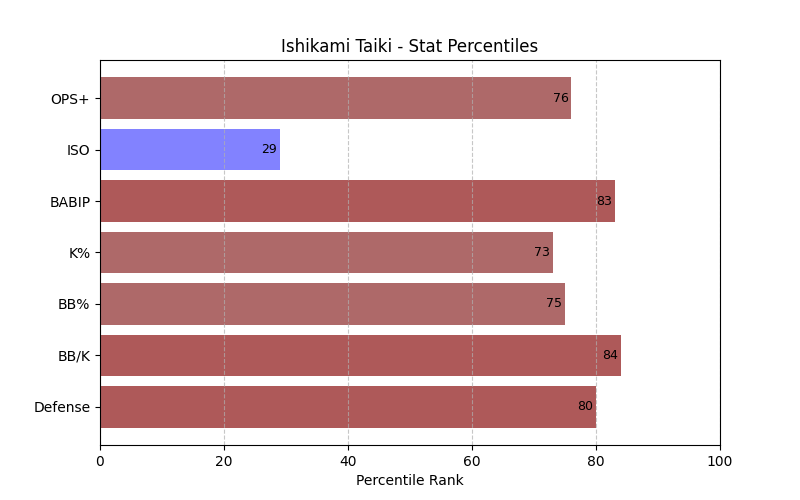 Ishikami Taiki - Stat Percentiles
OPS+ 76
ISO 29
BABIP 83
K% 73
BB% 75
BB/K 84
Defense 80
0 20 40 60 80 100
Percentile Rank